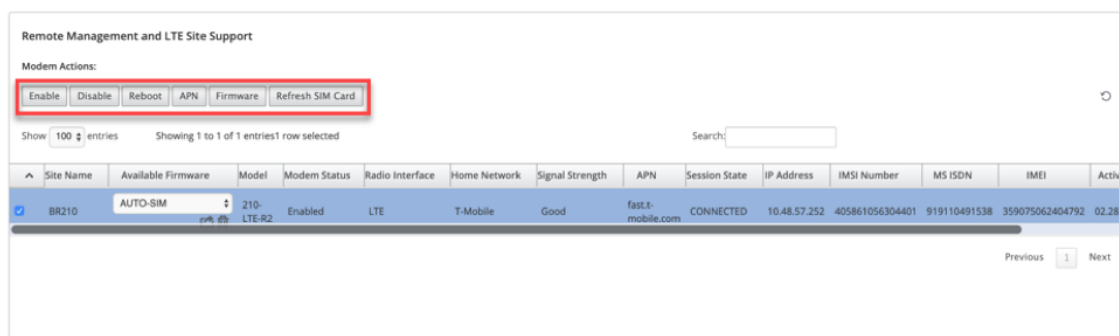 Remote Management and LTE Site Support
Modem Actions:
Enable Disable Reboot APN Firmware Refresh SIM Card
Show 100 entries Showing 1 to 1 of 1 entries1 row selected Search:
Site Name Available Firmware Model Modem Status Radio Interface Home Network Signal Strength APN Session State IP Address IMSI Number MS ISDN IMEI Activ
BR210 AUTO-SIM 210-LTE-R2 Enabled LTE T-Mobile Good fast.t-mobile.com CONNECTED 10.48.57.252 405861056304401 919110491538 359075062404792 02.28
Previous 1 Next